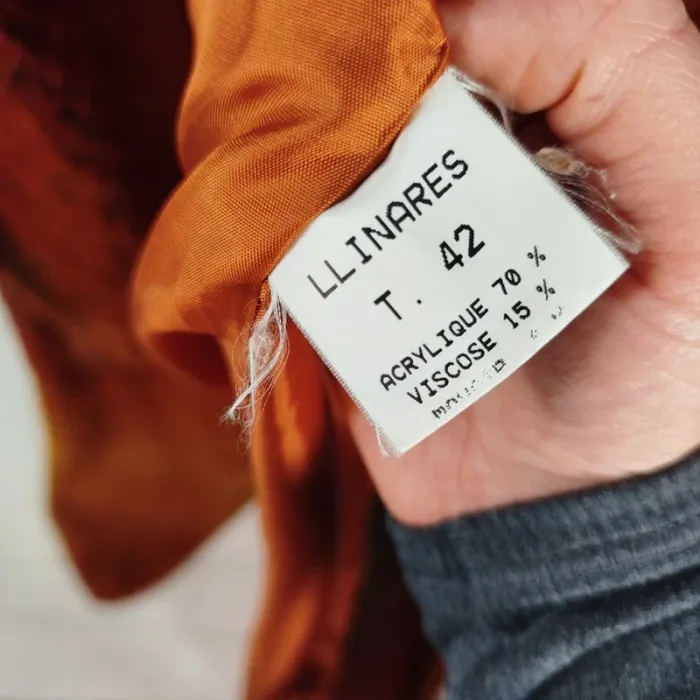 LLINARES
T. 42
ACRYLIQUE 70 %
VISCOSE 15 %